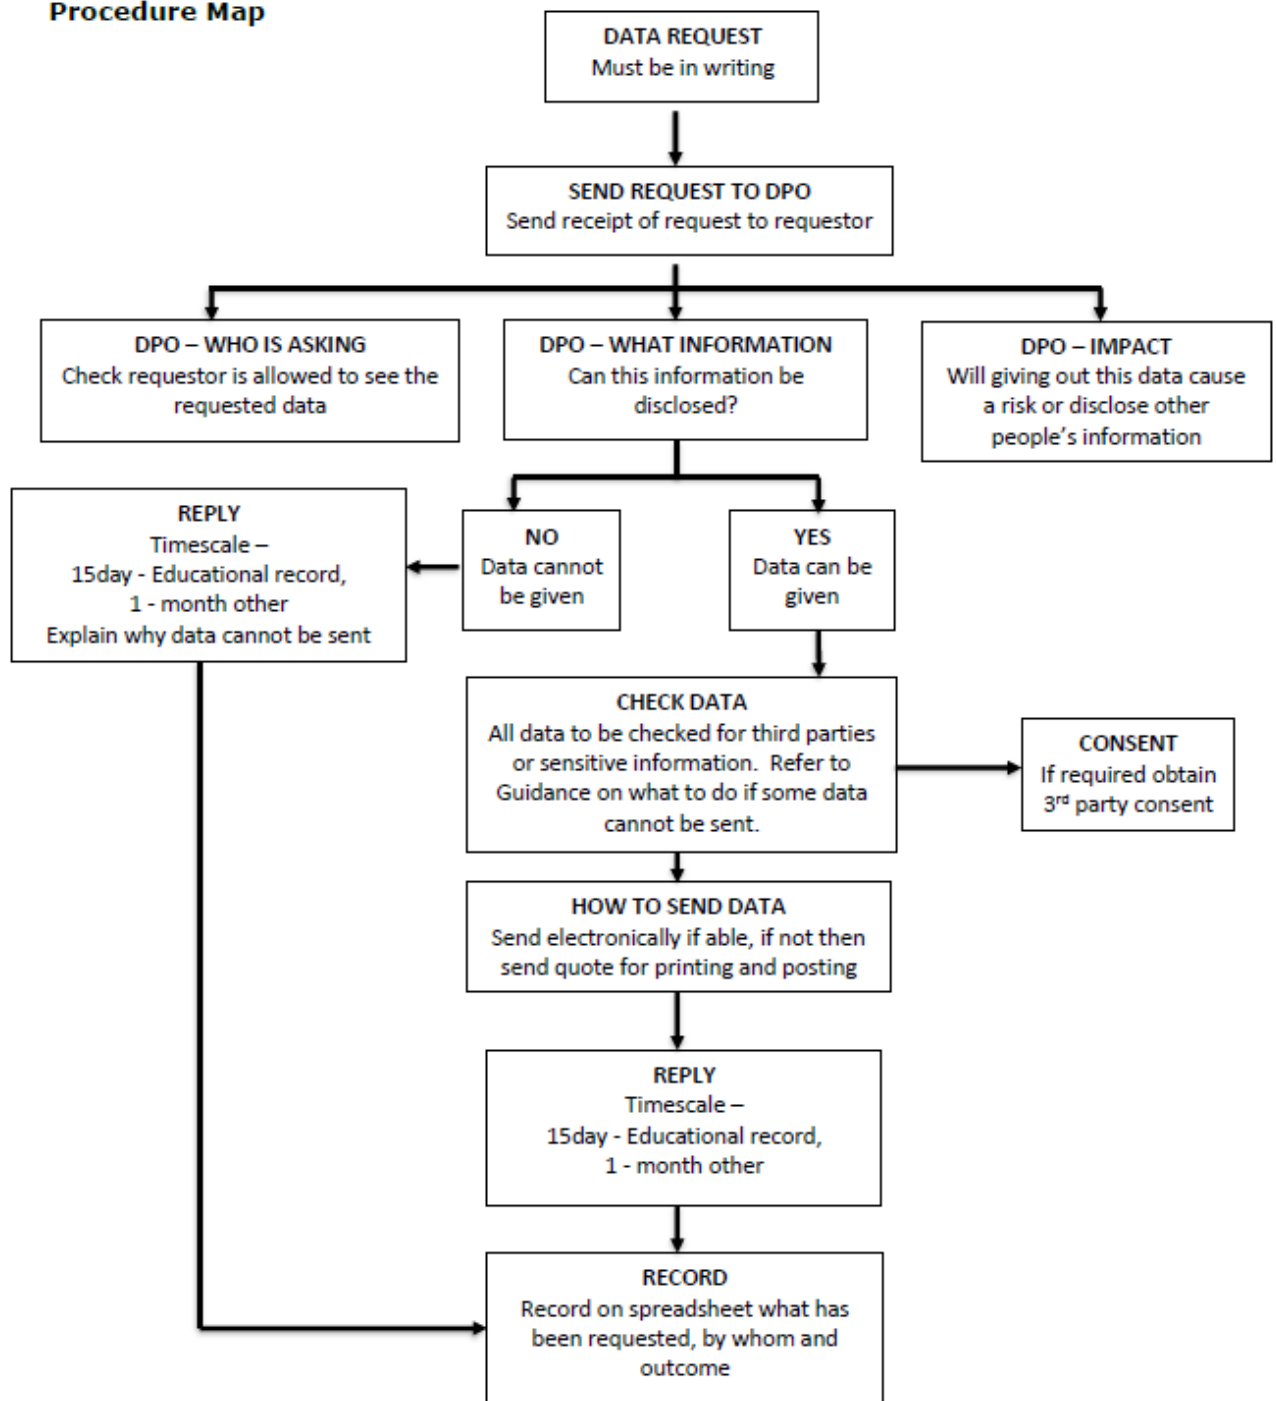 Procedure Map
DATA REQUEST
Must be in writing
SEND REQUEST TO DPO
Send receipt of request to requestor
DPO – WHO IS ASKING
Check requestor is allowed to see the
requested data
DPO – WHAT INFORMATION
Can this information be
disclosed?
DPO – IMPACT
Will giving out this data cause
a risk or disclose other
people's information
REPLY
Timescale –
15day - Educational record,
1 - month other
Explain why data cannot be sent
NO
Data cannot
be given
YES
Data can be
given
CHECK DATA
All data to be checked for third parties
or sensitive information.  Refer to
Guidance on what to do if some data
cannot be sent.
CONSENT
If required obtain
3rd party consent
HOW TO SEND DATA
Send electronically if able, if not then
send quote for printing and posting
REPLY
Timescale –
15day - Educational record,
1 - month other
RECORD
Record on spreadsheet what has
been requested, by whom and
outcome